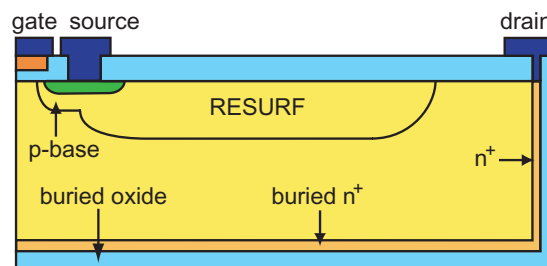 gate source drain
RESURF
p-base
n+
buried oxide buried n+